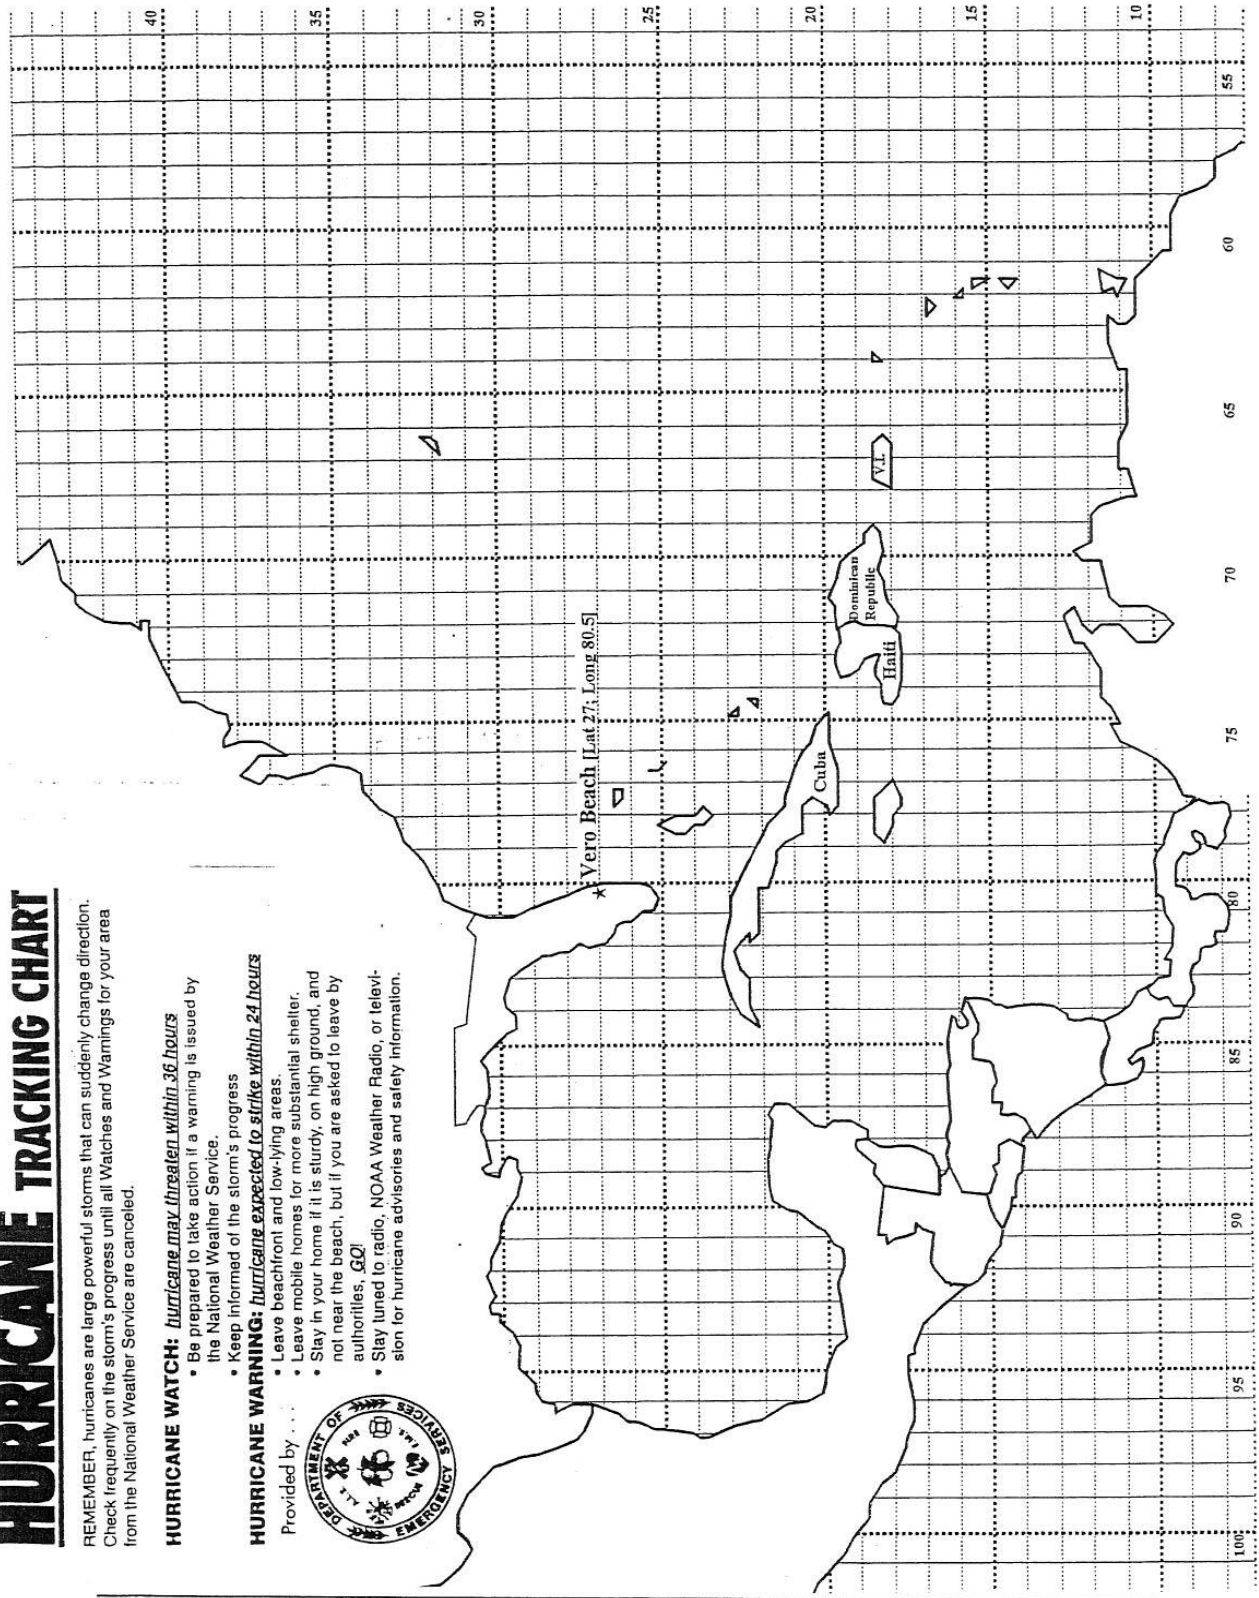 HURRICANE TRACKING CHART
REMEMBER, hurricanes are large powerful storms that can suddenly change direction.
Check frequently on the storm's progress until all Watches and Warnings for your area
from the National Weather Service are canceled.
HURRICANE WATCH: hurricane may threaten within 36 hours
• Be prepared to take action if a warning is issued by
the National Weather Service.
• Keep informed of the storm's progress
HURRICANE WARNING: hurricane expected to strike within 24 hours
• Leave beachfront and low-lying areas.
• Leave mobile homes for more substantial shelter.
• Stay in your home if it is sturdy, on high ground, and
not near the beach, but if you are asked to leave by
authorities, GO!
• Stay tuned to radio, NOAA Weather Radio, or televi-
sion for hurricane advisories and safety information.
Provided by . . .
DEPARTMENT OF
EMERGENCY SERVICES
FIRE
A.L.S.
RESCUE
E.M.S.
Vero Beach [Lat 27; Long 80.5]
Cuba
Haiti
Dominican
Republic
V.I.
40
35
30
25
20
15
10
100
95
90
85
80
75
70
65
60
55